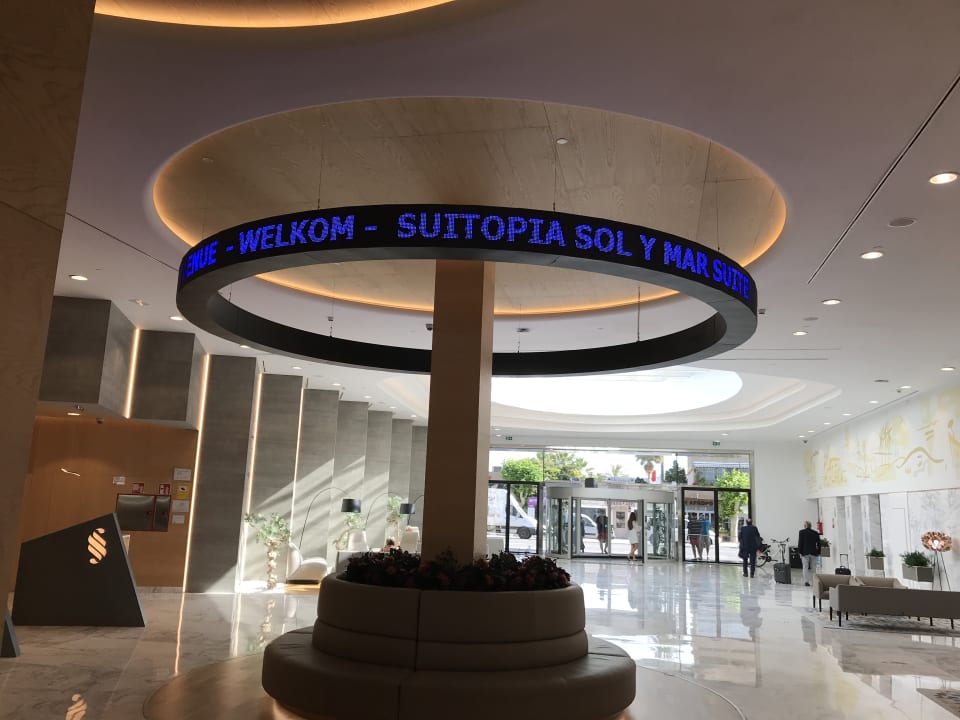 ENUE - WELKOM - SUITOPIA SOL Y MAR SUITE